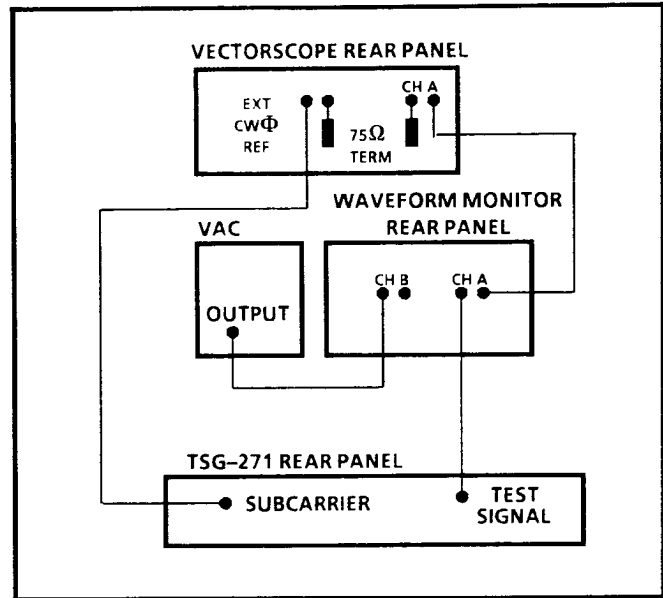 VECTORSCOPE REAR PANEL
EXT
CWΦ
REF
75Ω
TERM
CH A
WAVEFORM MONITOR
REAR PANEL
VAC
CH B
CH A
OUTPUT
TSG–271 REAR PANEL
SUBCARRIER
TEST
SIGNAL